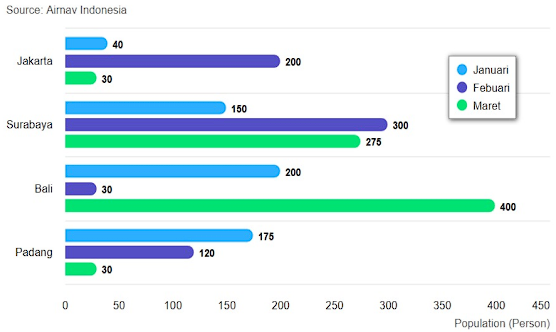 Source: Airnav Indonesia
Jakarta
40
200
30
Januari
Febuari
Maret
Surabaya
150
300
275
Bali
200
30
400
Padang
175
120
30
0 50 100 150 200 250 300 350 400 450
Population (Person)